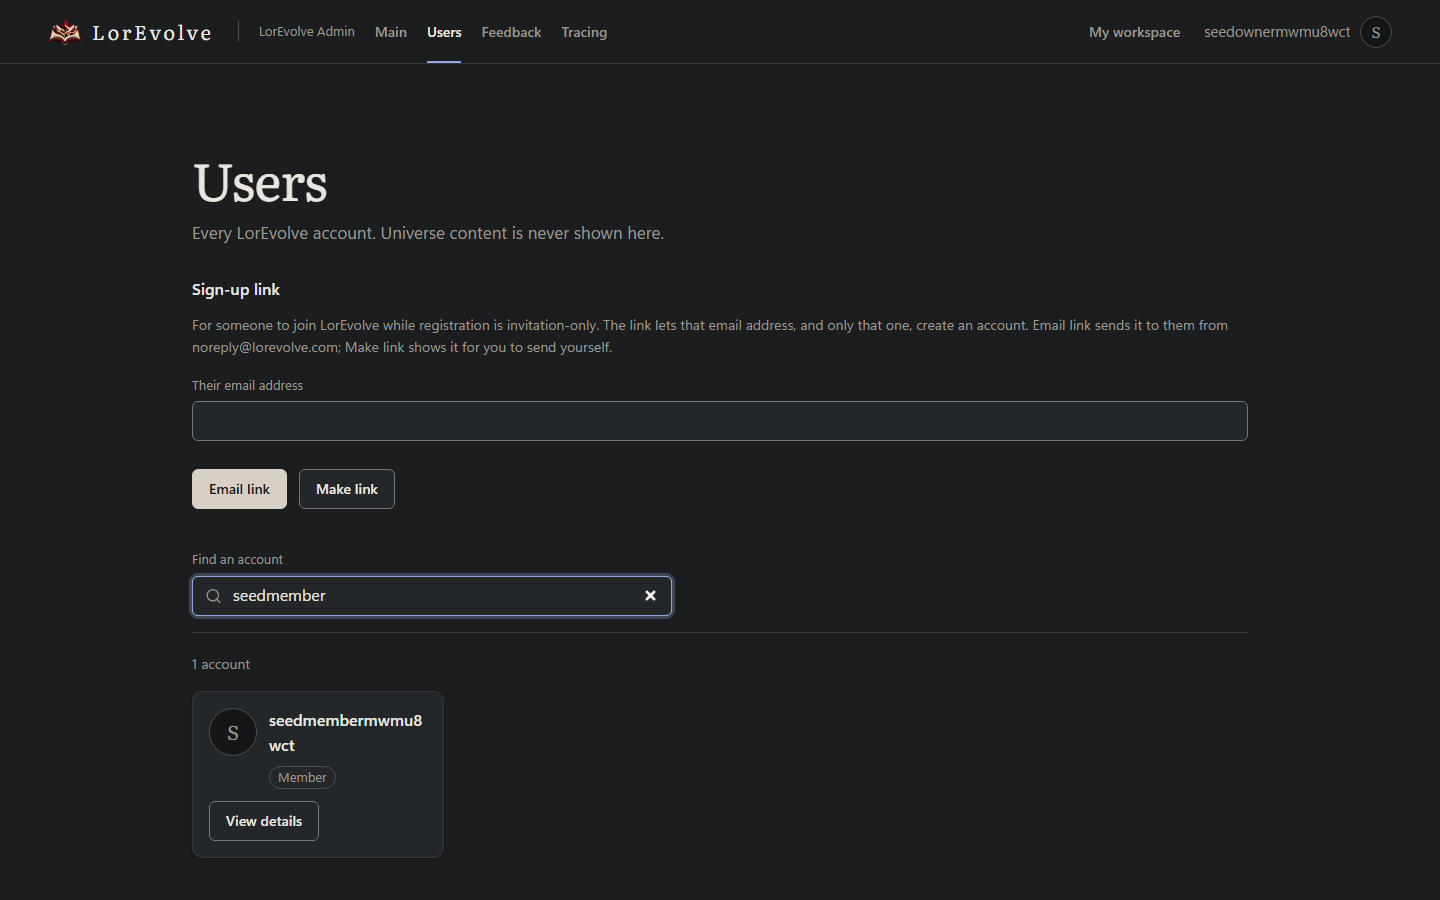 LorEvolve
LorEvolve Admin
Main
Users
Feedback
Tracing
My workspace
seedownermwmu8wct
S
Users
Every LorEvolve account. Universe content is never shown here.
Sign-up link
For someone to join LorEvolve while registration is invitation-only. The link lets that email address, and only that one, create an account. Email link sends it to them from
noreply@lorevolve.com; Make link shows it for you to send yourself.
Their email address
Email link
Make link
Find an account
seedmember
1 account
S
seedmembermwmu8
wct
Member
View details